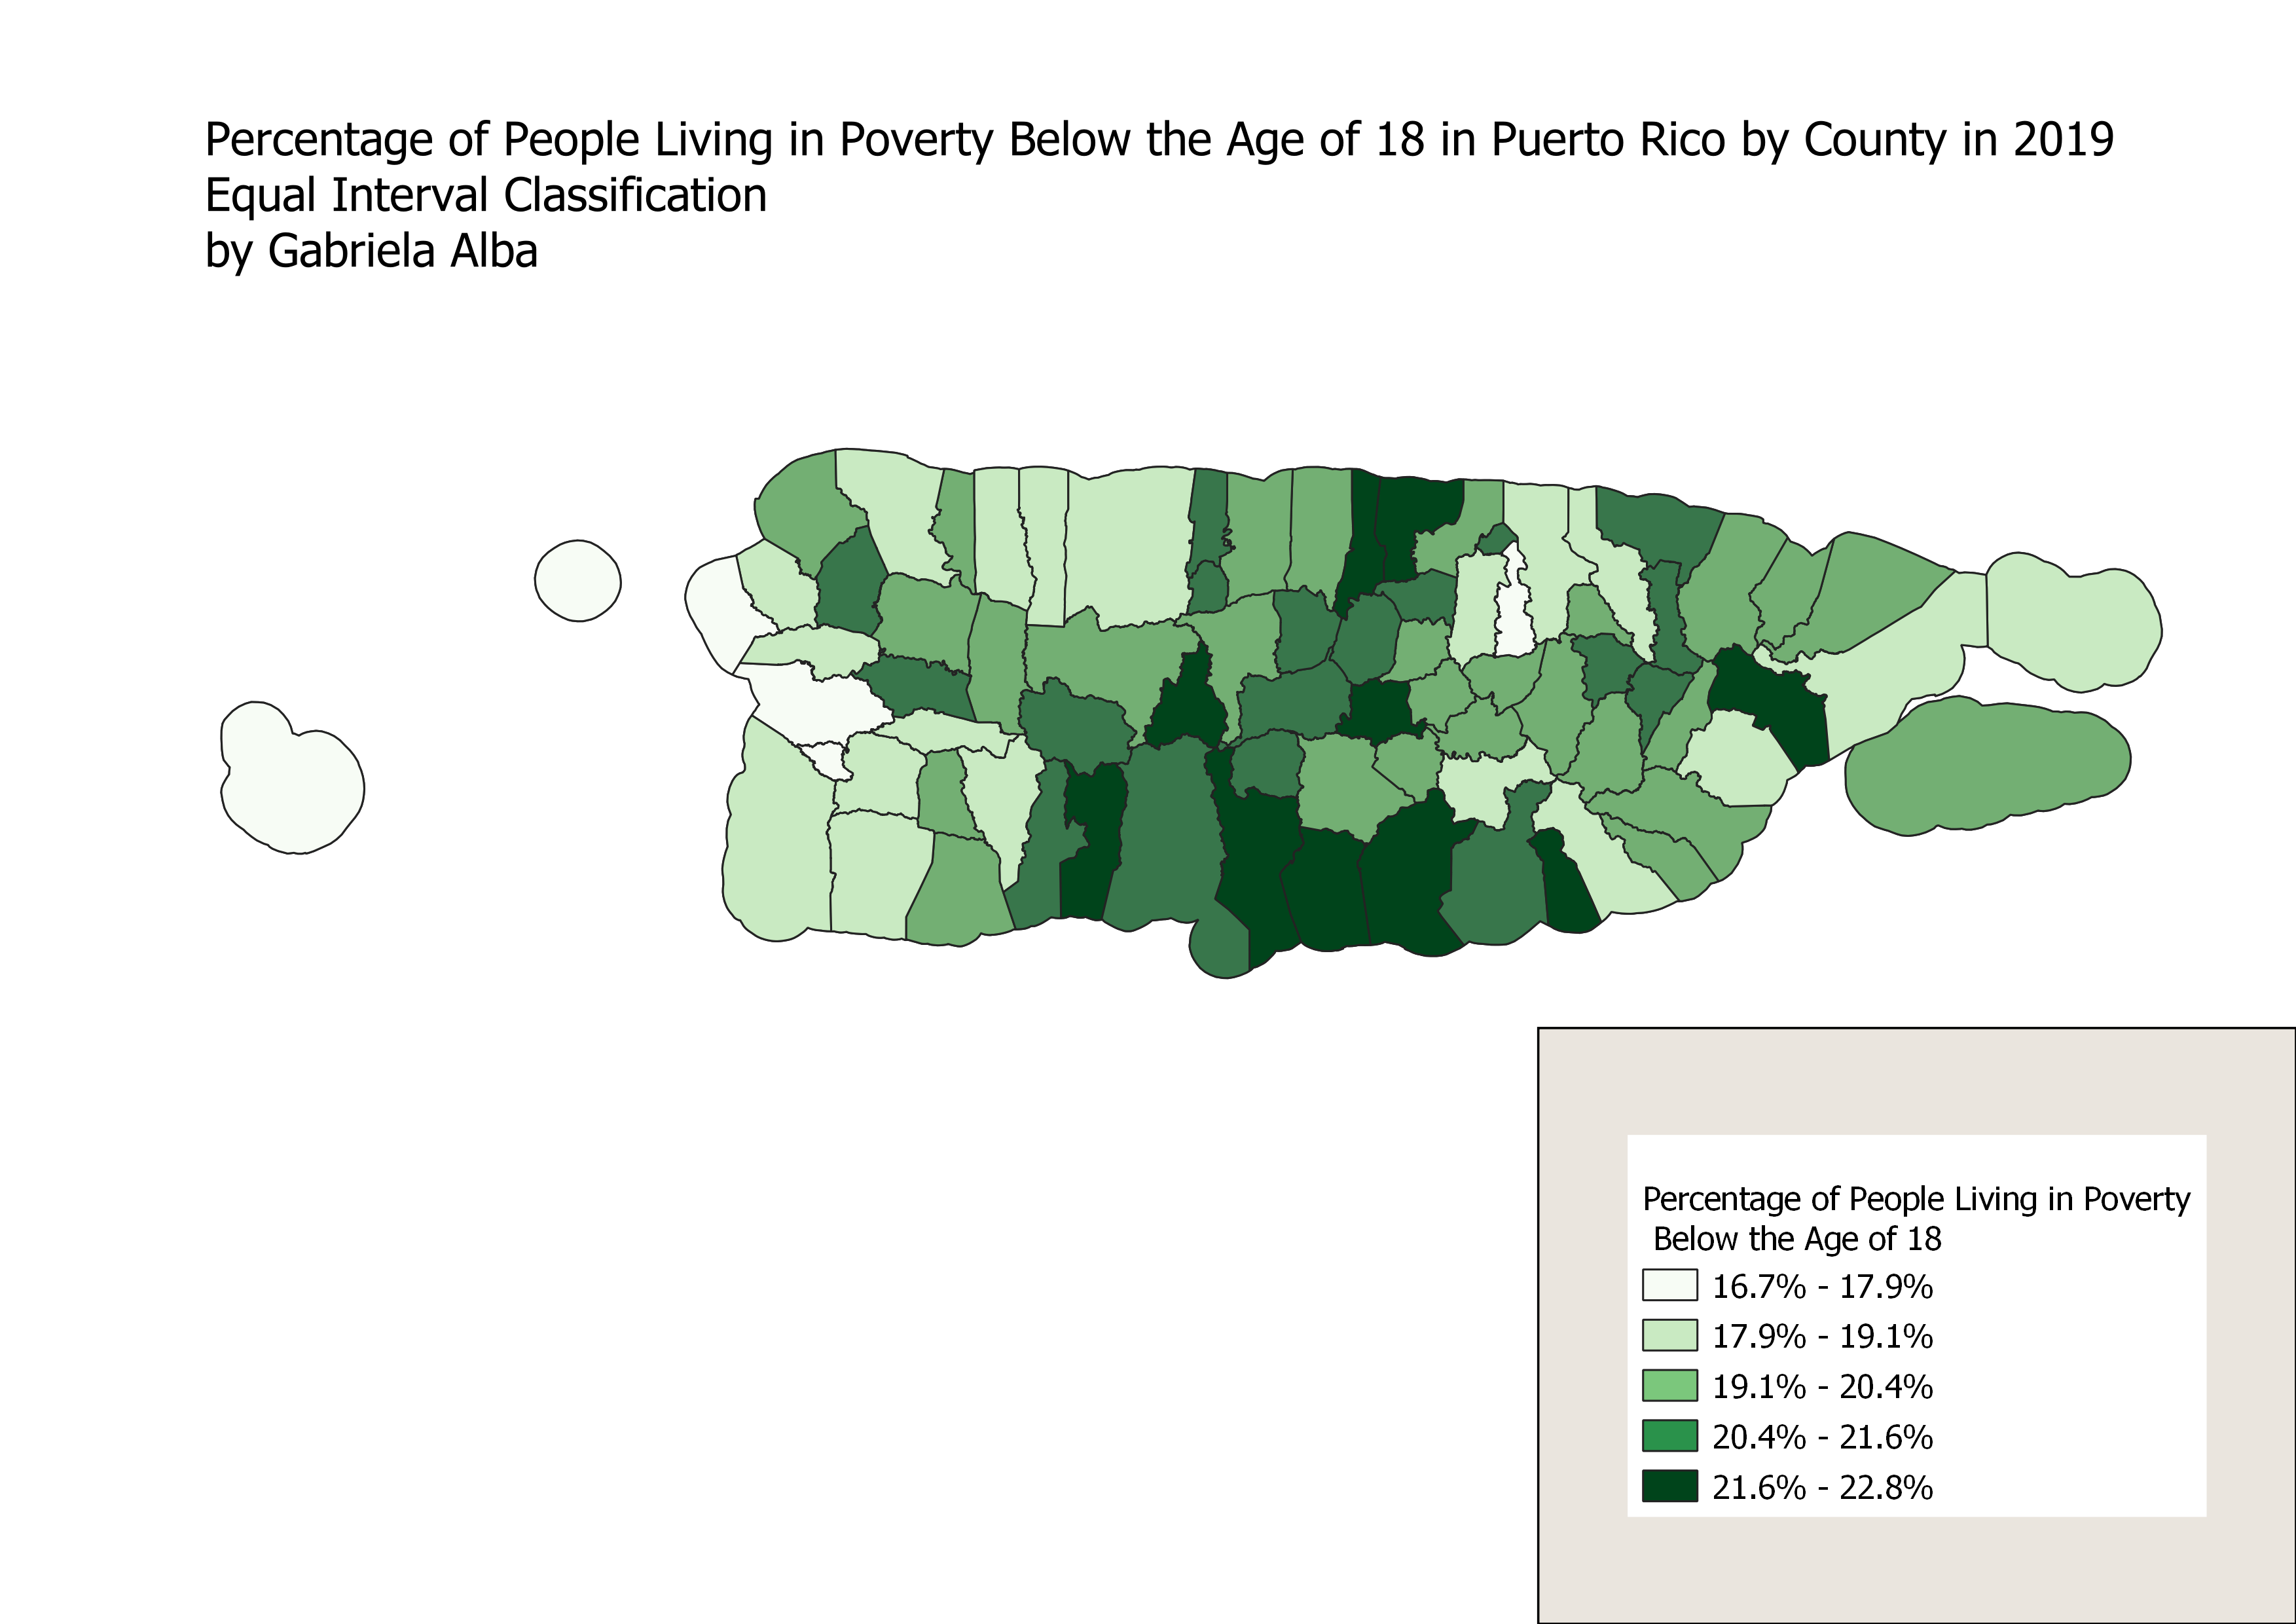 Percentage of People Living in Poverty Below the Age of 18 in Puerto Rico by County in 2019
Equal Interval Classification
by Gabriela Alba
Percentage of People Living in Poverty
Below the Age of 18
16.7% - 17.9%
17.9% - 19.1%
19.1% - 20.4%
20.4% - 21.6%
21.6% - 22.8%